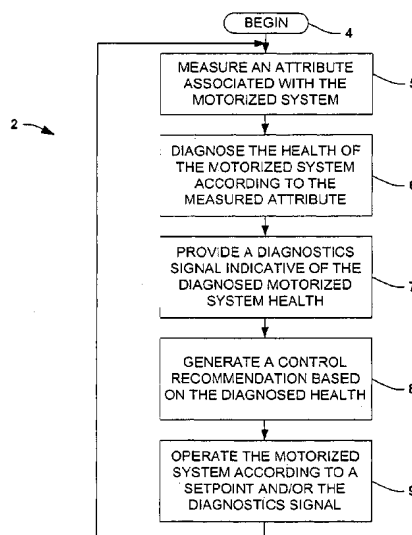 BEGIN
4
MEASURE AN ATTRIBUTE
ASSOCIATED WITH THE
MOTORIZED SYSTEM
5
2
DIAGNOSE THE HEALTH OF
THE MOTORIZED SYSTEM
ACCORDING TO THE
MEASURED ATTRIBUTE
6
PROVIDE A DIAGNOSTICS
SIGNAL INDICATIVE OF THE
DIAGNOSED MOTORIZED
SYSTEM HEALTH
7
GENERATE A CONTROL
RECOMMENDATION BASED
ON THE DIAGNOSED HEALTH
8
OPERATE THE MOTORIZED
SYSTEM ACCORDING TO A
SETPOINT AND/OR THE
DIAGNOSTICS SIGNAL
9